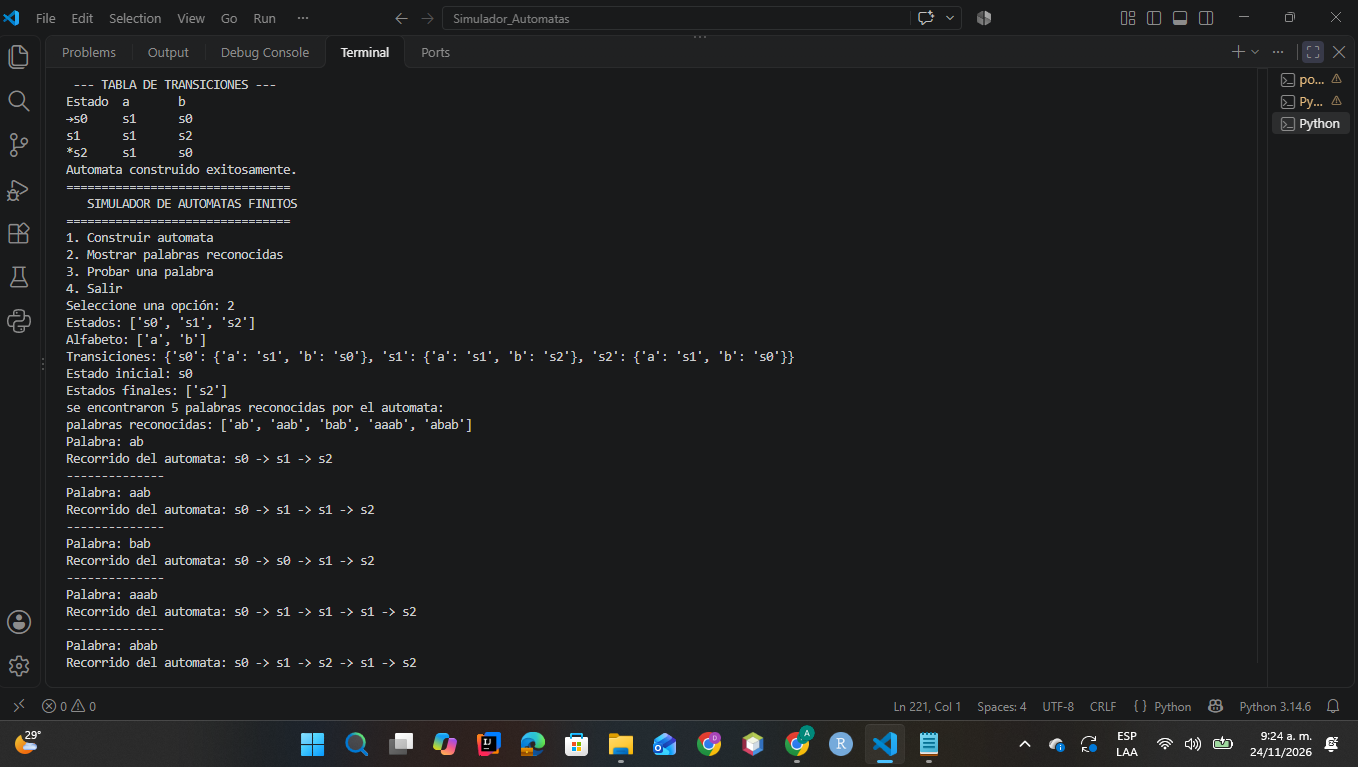 File Edit Selection View Go Run ···
Simulador_Automatas
Problems Output Debug Console Terminal Ports
--- TABLA DE TRANSICIONES ---
Estado a b
→s0 s1 s0
s1 s1 s2
*s2 s1 s0
Automata construido exitosamente.
================================
SIMULADOR DE AUTOMATAS FINITOS
================================
1. Construir automata
2. Mostrar palabras reconocidas
3. Probar una palabra
4. Salir
Seleccione una opción: 2
Estados: ['s0', 's1', 's2']
Alfabeto: ['a', 'b']
Transiciones: {'s0': {'a': 's1', 'b': 's0'}, 's1': {'a': 's1', 'b': 's2'}, 's2': {'a': 's1', 'b': 's0'}}
Estado inicial: s0
Estados finales: ['s2']
se encontraron 5 palabras reconocidas por el automata:
palabras reconocidas: ['ab', 'aab', 'bab', 'aaab', 'abab']
Palabra: ab
Recorrido del automata: s0 -> s1 -> s2
--------------
Palabra: aab
Recorrido del automata: s0 -> s1 -> s1 -> s2
--------------
Palabra: bab
Recorrido del automata: s0 -> s0 -> s1 -> s2
--------------
Palabra: aaab
Recorrido del automata: s0 -> s1 -> s1 -> s1 -> s2
--------------
Palabra: abab
Recorrido del automata: s0 -> s1 -> s2 -> s1 -> s2
po...
Py...
Python
0 0
Ln 221, Col 1 Spaces: 4 UTF-8 CRLF { } Python Python 3.14.6
29°
ESP
LAA
9:24 a. m.
24/11/2026